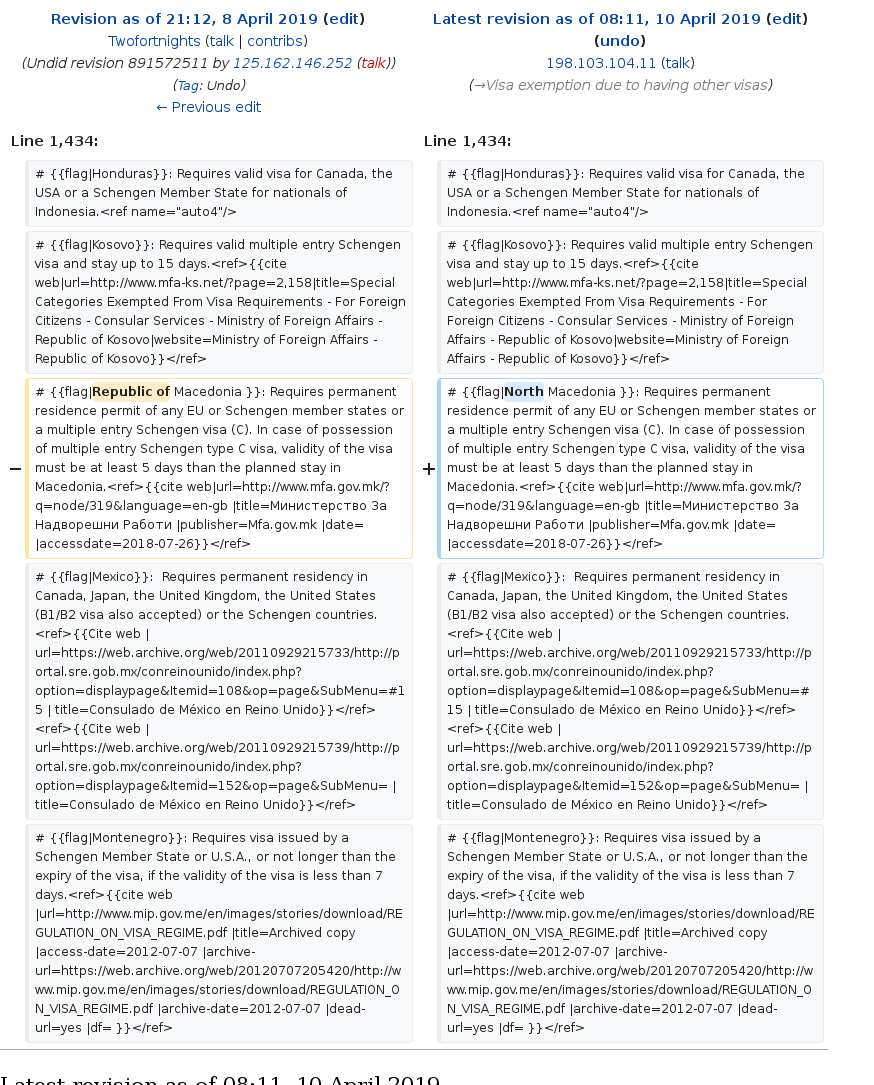 Revision as of 21:12, 8 April 2019 (edit)
Twofortnights (talk | contribs)
(Undid revision 891572511 by 125.162.146.252 (talk))
(Tag: Undo)
← Previous edit
Latest revision as of 08:11, 10 April 2019 (edit)
(undo)
198.103.104.11 (talk)
(→Visa exemption due to having other visas)
Line 1,434:
Line 1,434:
# {{flag|Honduras}}: Requires valid visa for Canada, the
USA or a Schengen Member State for nationals of
Indonesia.<ref name="auto4"/>
# {{flag|Honduras}}: Requires valid visa for Canada, the
USA or a Schengen Member State for nationals of
Indonesia.<ref name="auto4"/>
# {{flag|Kosovo}}: Requires valid multiple entry Schengen
visa and stay up to 15 days.<ref>{{cite
web|url=http://www.mfa-ks.net/?page=2,158|title=Special
Categories Exempted From Visa Requirements - For Foreign
Citizens - Consular Services - Ministry of Foreign Affairs -
Republic of Kosovo|website=Ministry of Foreign Affairs -
Republic of Kosovo}}</ref>
# {{flag|Kosovo}}: Requires valid multiple entry Schengen
visa and stay up to 15 days.<ref>{{cite
web|url=http://www.mfa-ks.net/?page=2,158|title=Special
Categories Exempted From Visa Requirements - For
Foreign Citizens - Consular Services - Ministry of Foreign
Affairs - Republic of Kosovo|website=Ministry of Foreign
Affairs - Republic of Kosovo}}</ref>
−
# {{flag|Republic of Macedonia }}: Requires permanent
residence permit of any EU or Schengen member states or
a multiple entry Schengen visa (C). In case of possession
of multiple entry Schengen type C visa, validity of the visa
must be at least 5 days than the planned stay in
Macedonia.<ref>{{cite web|url=http://www.mfa.gov.mk/?
q=node/319&language=en-gb |title=Министерство За
Надворешни Работи |publisher=Mfa.gov.mk |date=
|accessdate=2018-07-26}}</ref>
+
# {{flag|North Macedonia }}: Requires permanent
residence permit of any EU or Schengen member states or
a multiple entry Schengen visa (C). In case of possession
of multiple entry Schengen type C visa, validity of the visa
must be at least 5 days than the planned stay in
Macedonia.<ref>{{cite web|url=http://www.mfa.gov.mk/?
q=node/319&language=en-gb |title=Министерство За
Надворешни Работи |publisher=Mfa.gov.mk |date=
|accessdate=2018-07-26}}</ref>
# {{flag|Mexico}}:  Requires permanent residency in
Canada, Japan, the United Kingdom, the United States
(B1/B2 visa also accepted) or the Schengen countries.
<ref>{{Cite web |
url=https://web.archive.org/web/20110929215733/http://p
ortal.sre.gob.mx/conreinounido/index.php?
option=displaypage&Itemid=108&op=page&SubMenu=#1
5 | title=Consulado de México en Reino Unido}}</ref>
<ref>{{Cite web |
url=https://web.archive.org/web/20110929215739/http://p
ortal.sre.gob.mx/conreinounido/index.php?
option=displaypage&Itemid=152&op=page&SubMenu= |
title=Consulado de México en Reino Unido}}</ref>
# {{flag|Mexico}}:  Requires permanent residency in
Canada, Japan, the United Kingdom, the United States
(B1/B2 visa also accepted) or the Schengen countries.
<ref>{{Cite web |
url=https://web.archive.org/web/20110929215733/http://p
ortal.sre.gob.mx/conreinounido/index.php?
option=displaypage&Itemid=108&op=page&SubMenu=#
15 | title=Consulado de México en Reino Unido}}</ref>
<ref>{{Cite web |
url=https://web.archive.org/web/20110929215739/http://p
ortal.sre.gob.mx/conreinounido/index.php?
option=displaypage&Itemid=152&op=page&SubMenu= |
title=Consulado de México en Reino Unido}}</ref>
# {{flag|Montenegro}}: Requires visa issued by a
Schengen Member State or U.S.A., or not longer than the
expiry of the visa, if the validity of the visa is less than 7
days.<ref>{{cite web
|url=http://www.mip.gov.me/en/images/stories/download/RE
GULATION_ON_VISA_REGIME.pdf |title=Archived copy
|access-date=2012-07-07 |archive-
url=https://web.archive.org/web/20120707205420/http://w
ww.mip.gov.me/en/images/stories/download/REGULATION_O
N_VISA_REGIME.pdf |archive-date=2012-07-07 |dead-
url=yes |df= }}</ref>
# {{flag|Montenegro}}: Requires visa issued by a
Schengen Member State or U.S.A., or not longer than the
expiry of the visa, if the validity of the visa is less than 7
days.<ref>{{cite web
|url=http://www.mip.gov.me/en/images/stories/download/RE
GULATION_ON_VISA_REGIME.pdf |title=Archived copy
|access-date=2012-07-07 |archive-
url=https://web.archive.org/web/20120707205420/http://w
ww.mip.gov.me/en/images/stories/download/REGULATION_O
N_VISA_REGIME.pdf |archive-date=2012-07-07 |dead-
url=yes |df= }}</ref>
Latest revision as of 08:11, 10 April 2019